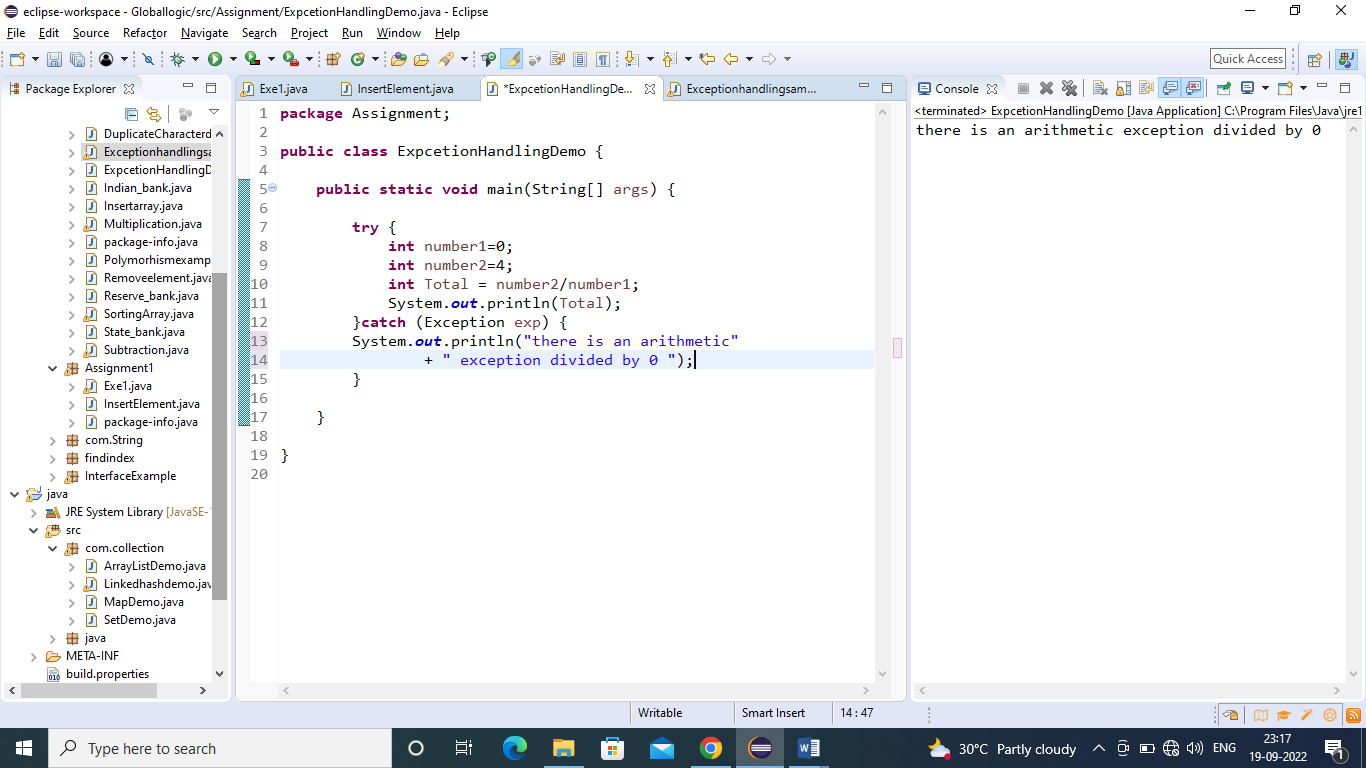 eclipse-workspace - Globallogic/src/Assignment/ExpcetionHandlingDemo.java - Eclipse
File Edit Source Refactor Navigate Search Project Run Window Help
Quick Access
Package Explorer
DuplicateCharacterd
Exceptionhandlingsa
ExpcetionHandlingD
Indian_bank.java
Insertarray.java
Multiplication.java
package-info.java
Polymorhismexamp
Removeelement.java
Reserve_bank.java
SortingArray.java
State_bank.java
Subtraction.java
Assignment1
Exe1.java
InsertElement.java
package-info.java
com.String
findindex
InterfaceExample
java
JRE System Library [JavaSE-
src
com.collection
ArrayListDemo.java
Linkedhashdemo.jav
MapDemo.java
SetDemo.java
java
META-INF
build.properties
Exe1.java InsertElement.java *ExpcetionHandlingDe... Exceptionhandlingsam...
1 package Assignment;
2
3 public class ExpcetionHandlingDemo {
4
5 public static void main(String[] args) {
6
7 try {
8 int number1=0;
9 int number2=4;
10 int Total = number2/number1;
11 System.out.println(Total);
12 }catch (Exception exp) {
13 System.out.println("there is an arithmetic"
14 + " exception divided by 0 ");
15 }
16
17 }
18
19 }
20
Console
<terminated> ExpcetionHandlingDemo [Java Application] C:\Program Files\Java\jre1
there is an arithmetic exception divided by 0
Writable Smart Insert 14 : 47
Type here to search
30°C Partly cloudy
ENG
23:17
19-09-2022
1